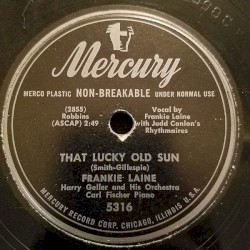 Mercury
MERCO PLASTIC NON-BREAKABLE UNDER NORMAL USE
(2855)
Robbins
(ASCAP) 2:49
Vocal by
Frankie Laine
with Judd Conlon's
Rhythmaires
THAT LUCKY OLD SUN
(Smith-Gillespie)
FRANKIE LAINE
Harry Geller and His Orchestra
Carl Fischer Piano
5316
MERCURY RECORD CORP. CHICAGO, ILLINOIS U.S.A.